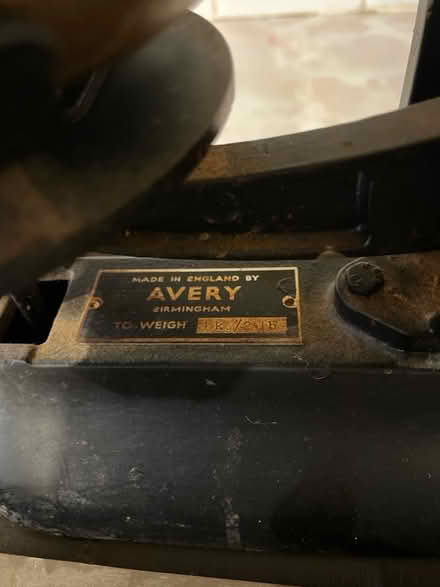 MADE IN ENGLAND BY
AVERY
BIRMINGHAM
TO WEIGH